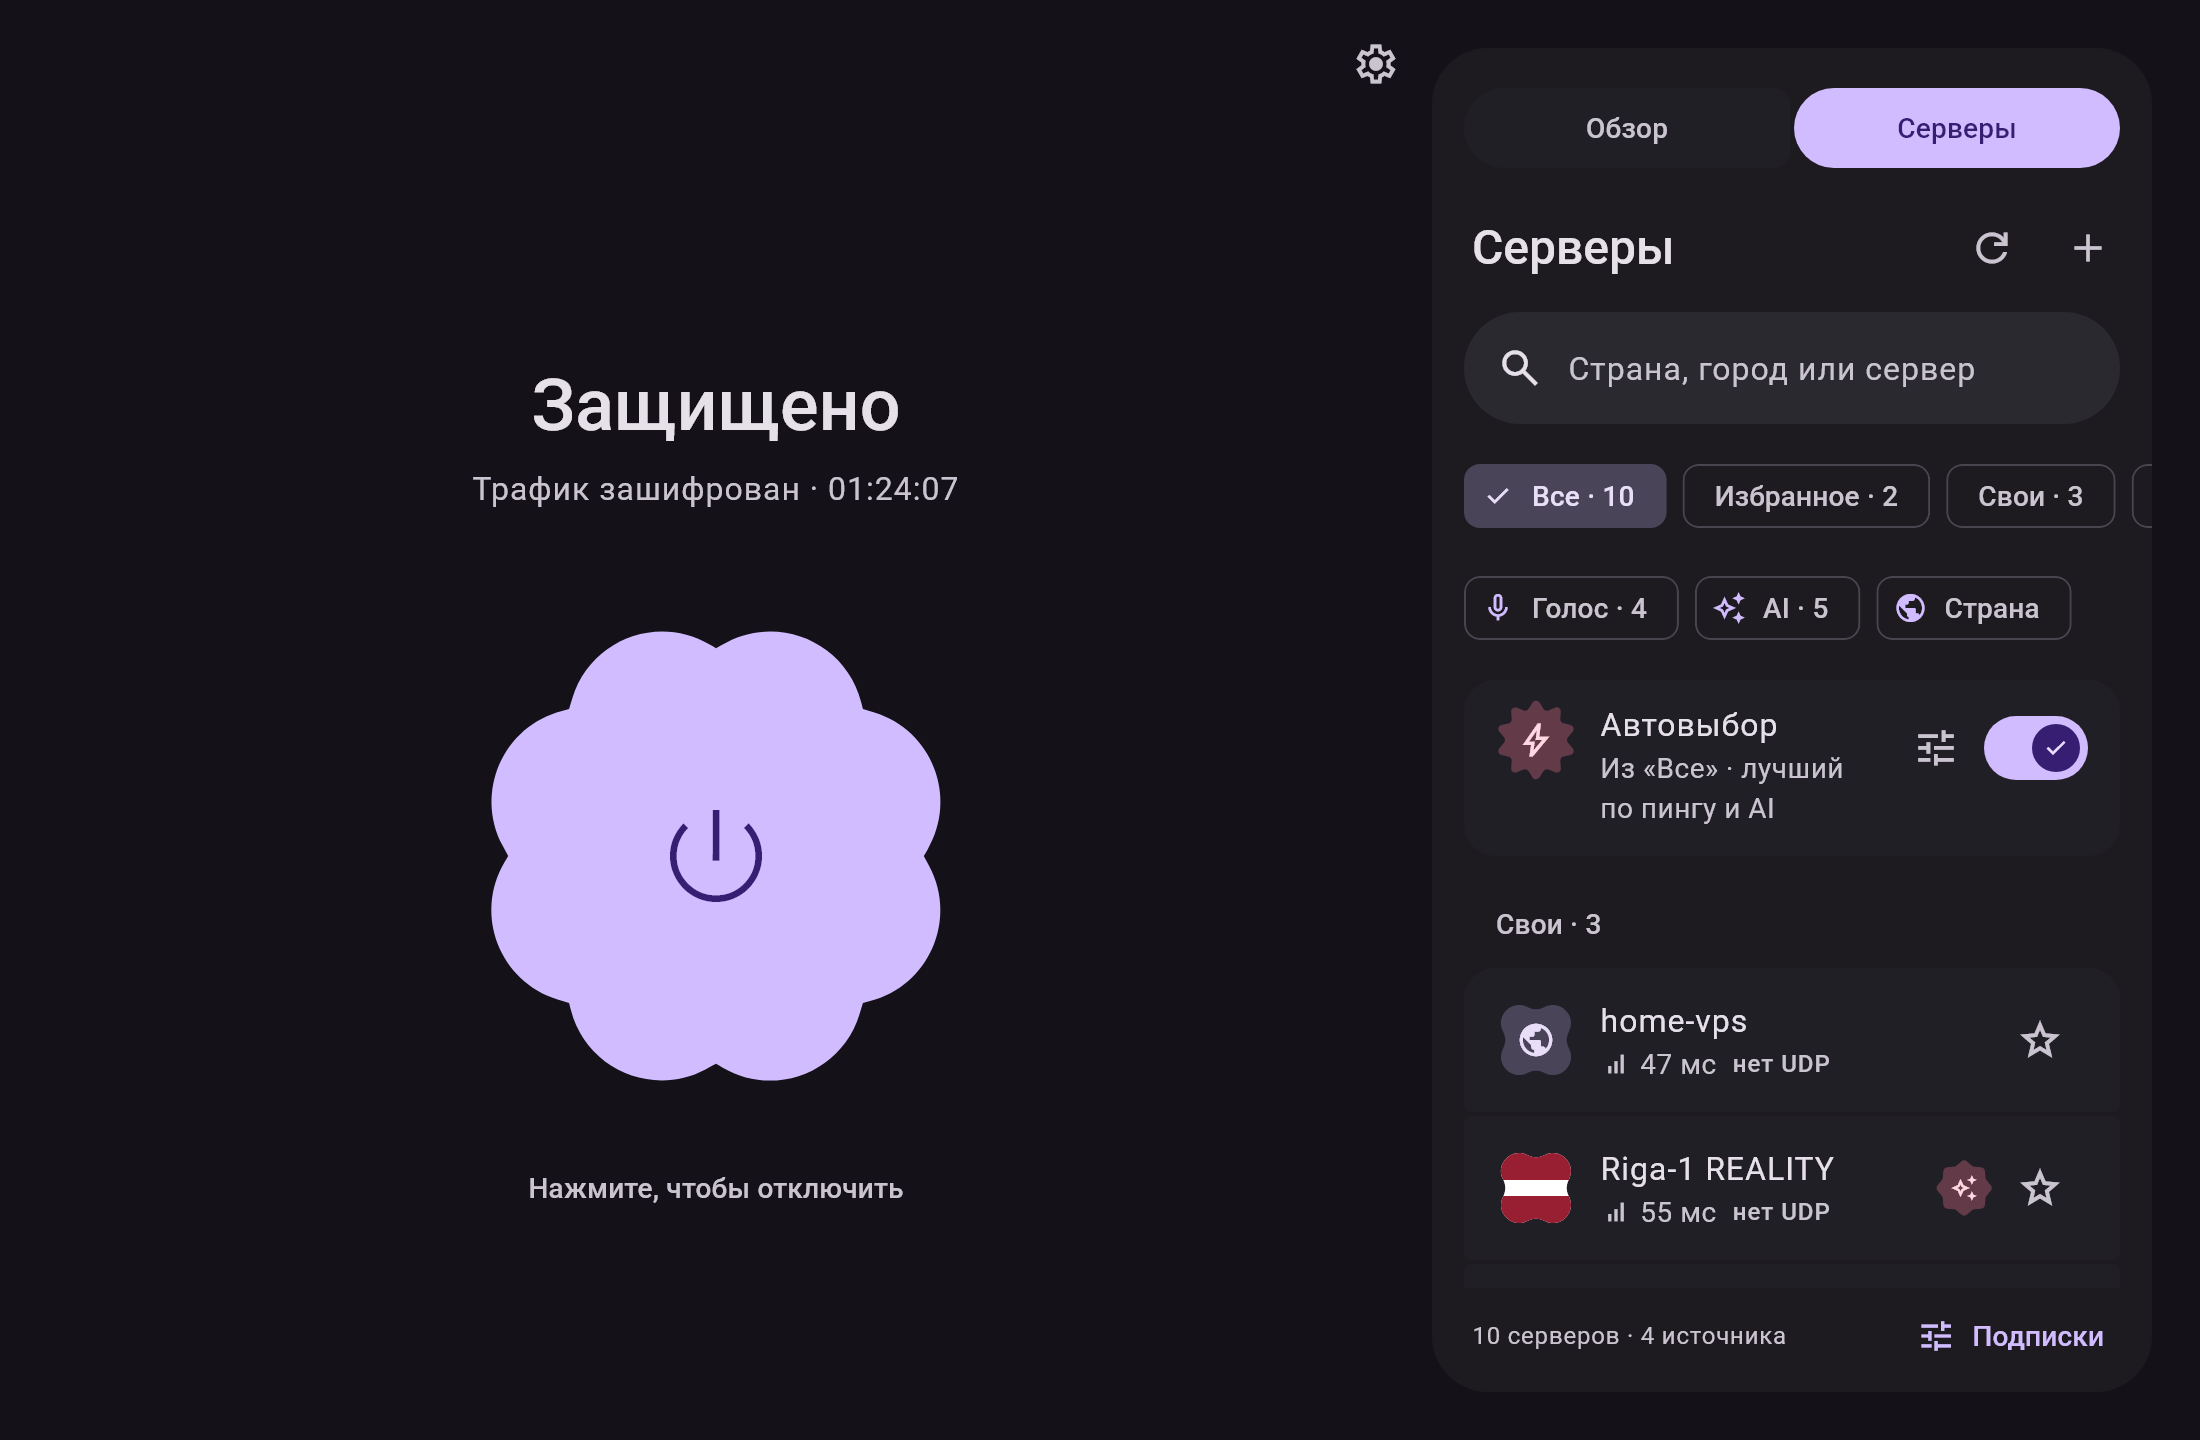 Защищено
Трафик зашифрован · 01:24:07
Нажмите, чтобы отключить
Обзор
Серверы
Серверы
Страна, город или сервер
Все · 10
Избранное · 2
Свои · 3
Голос · 4
AI · 5
Страна
Автовыбор
Из «Все» · лучший
по пингу и AI
Свои · 3
home-vps
47 мс нет UDP
Riga-1 REALITY
55 мс нет UDP
10 серверов · 4 источника
Подписки